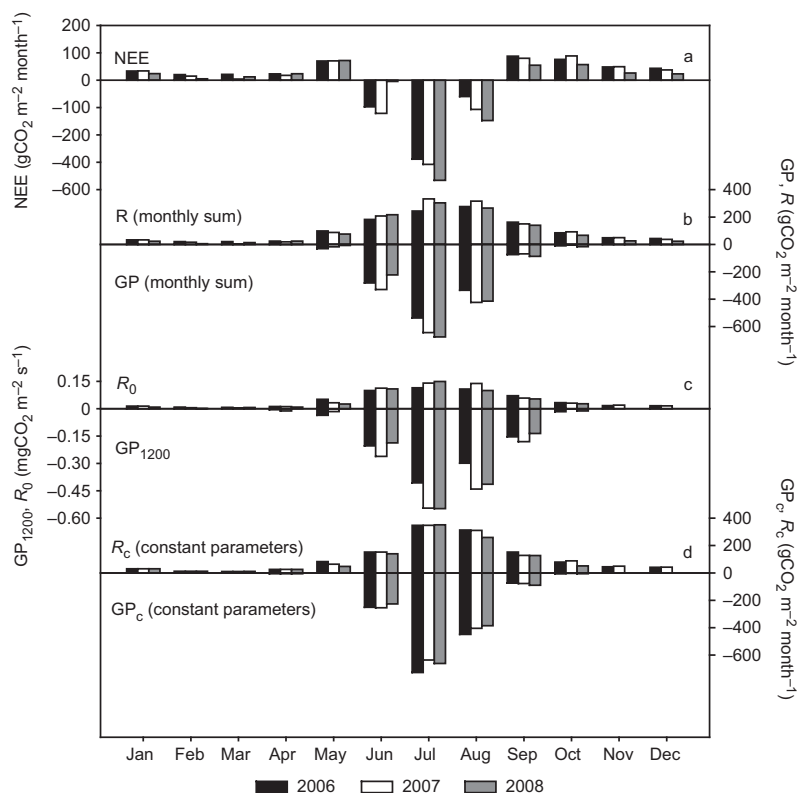 200
100
0
–100
–200
–400
–600
NEE (gCO₂ m⁻² month⁻¹)
NEE
a
R (monthly sum)
b
GP (monthly sum)
400
200
0
–200
–400
–600
GP, R (gCO₂ m⁻² month⁻¹)
R₀
c
GP₁₂₀₀
0.15
0
–0.15
–0.30
–0.45
–0.60
GP₁₂₀₀, R₀ (mgCO₂ m⁻² s⁻¹)
R_c (constant parameters)
d
GP_c (constant parameters)
400
200
0
–200
–400
–600
GP_c, R_c (gCO₂ m⁻² month⁻¹)
Jan Feb Mar Apr May Jun Jul Aug Sep Oct Nov Dec
2006 2007 2008